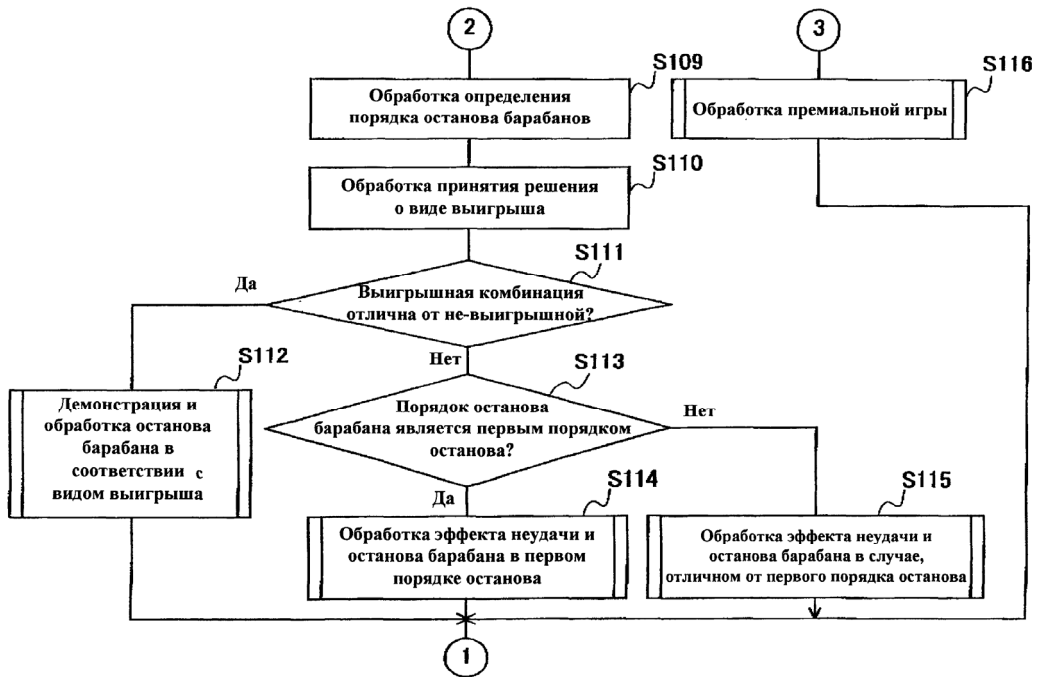 2
3
S109
Обработка определения
порядка останова барабанов
S116
Обработка премиальной игры
S110
Обработка принятия решения
о виде выигрыша
S111
Да
Выигрышная комбинация
отлична от не-выигрышной?
Нет
S112
Демонстрация и
обработка останова
барабана в
соответствии с
видом выигрыша
S113
Порядок останова
барабана является первым порядком
останова?
Нет
Да
S114
Обработка эффекта неудачи и
останова барабана в первом
порядке останова
S115
Обработка эффекта неудачи и
останова барабана в случае,
отличном от первого порядка останова
1